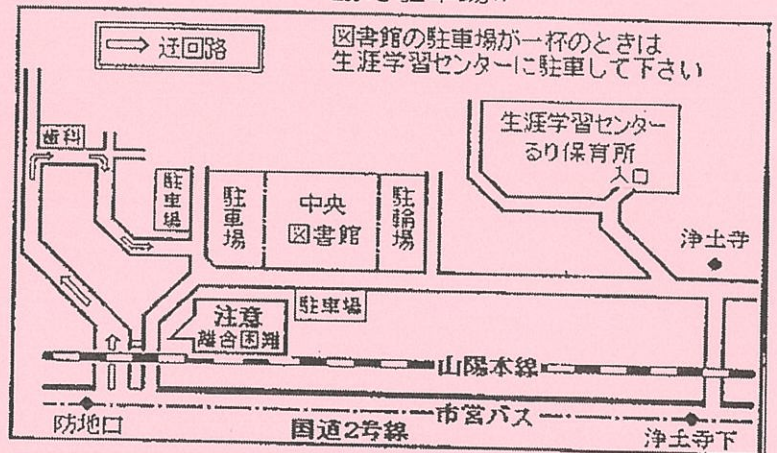 迂回路
図書館の駐車場が一杯のときは
生涯学習センターに駐車して下さい
歯科
駐車場
駐車場
中央
図書館
駐輪場
生涯学習センター
るり保育所
入口
浄土寺
注意
離合困難
駐車場
山陽本線
市営バス
防地口
国道2号線
浄土寺下